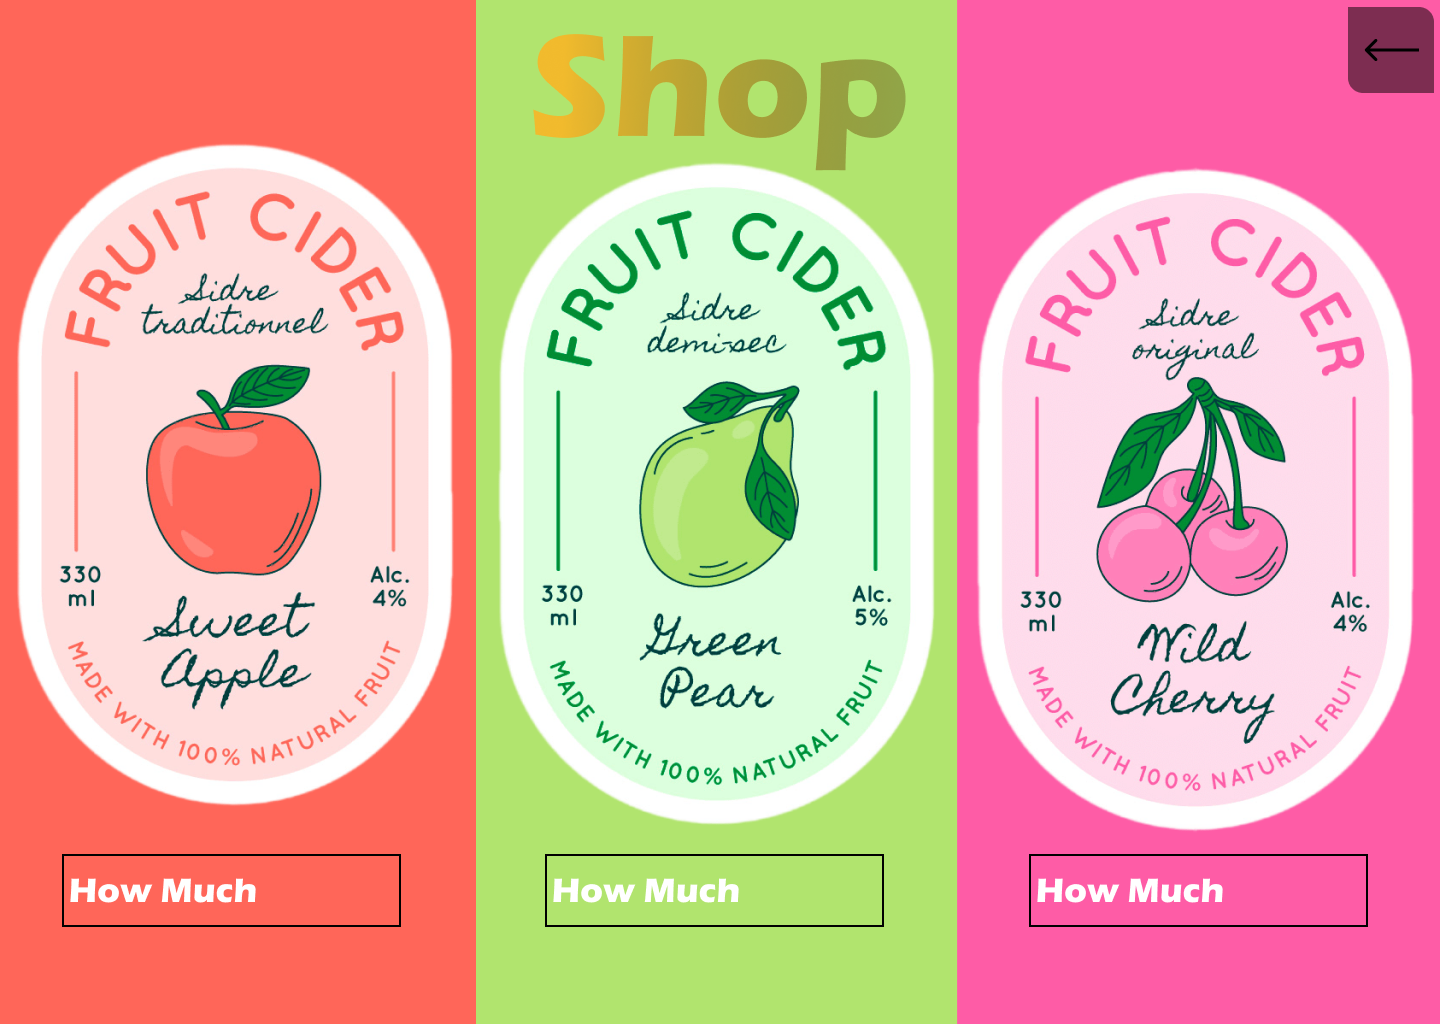 Shop
FRUIT CIDER
Sidre
traditionnel
330
ml
Alc.
4%
Sweet
Apple
MADE WITH 100% NATURAL FRUIT
How Much
FRUIT CIDER
Sidre
demi-sec
330
ml
Alc.
5%
Green
Pear
MADE WITH 100% NATURAL FRUIT
How Much
FRUIT CIDER
Sidre
original
330
ml
Alc.
4%
Wild
Cherry
MADE WITH 100% NATURAL FRUIT
How Much